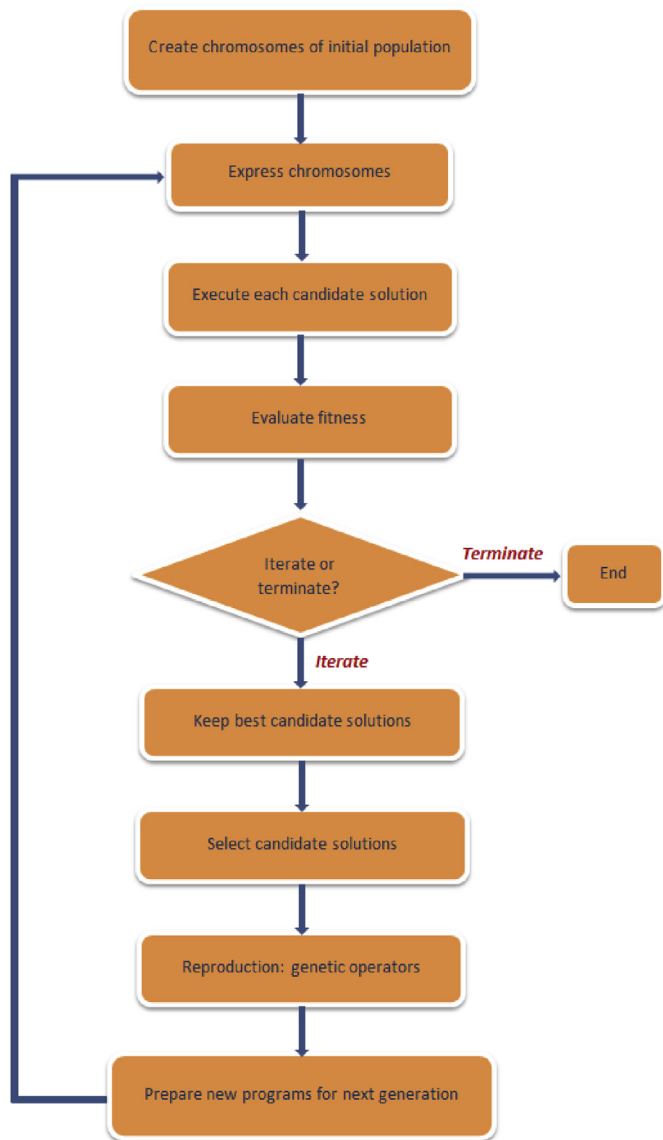 Create chromosomes of initial population
Express chromosomes
Execute each candidate solution
Evaluate fitness
Iterate or
terminate?
Terminate
End
Iterate
Keep best candidate solutions
Select candidate solutions
Reproduction: genetic operators
Prepare new programs for next generation